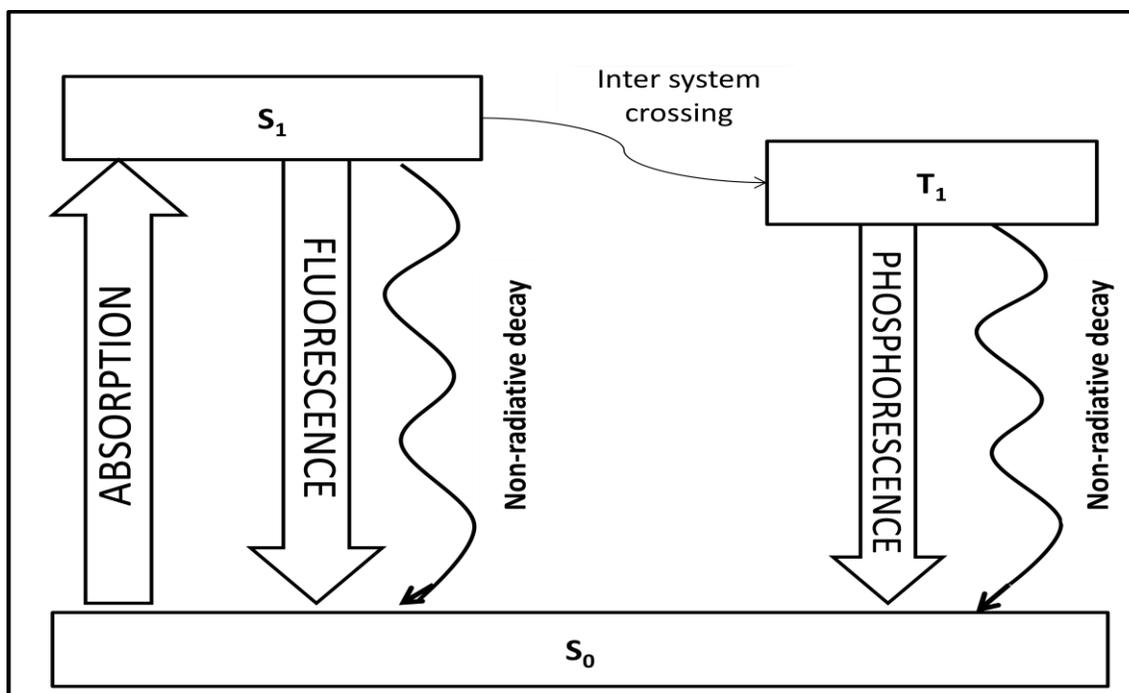 Inter system
crossing
S₁
T₁
ABSORPTION
FLUORESCENCE
Non-radiative decay
PHOSPHORESCENCE
Non-radiative decay
S₀